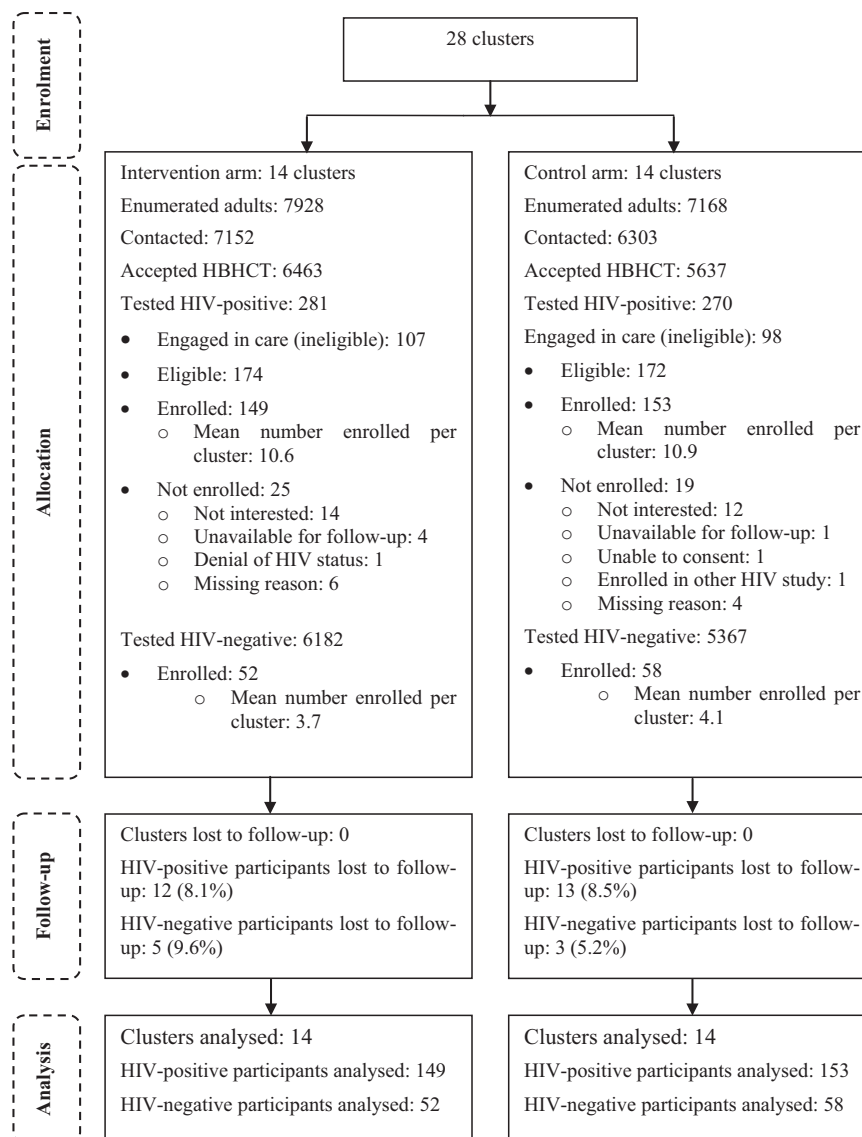 Enrolment
28 clusters
Allocation
Intervention arm: 14 clusters
Enumerated adults: 7928
Contacted: 7152
Accepted HBHCT: 6463
Tested HIV-positive: 281
• Engaged in care (ineligible): 107
• Eligible: 174
• Enrolled: 149
o Mean number enrolled per
cluster: 10.6
• Not enrolled: 25
o Not interested: 14
o Unavailable for follow-up: 4
o Denial of HIV status: 1
o Missing reason: 6
Tested HIV-negative: 6182
• Enrolled: 52
o Mean number enrolled per
cluster: 3.7
Control arm: 14 clusters
Enumerated adults: 7168
Contacted: 6303
Accepted HBHCT: 5637
Tested HIV-positive: 270
Engaged in care (ineligible): 98
• Eligible: 172
• Enrolled: 153
o Mean number enrolled per
cluster: 10.9
• Not enrolled: 19
o Not interested: 12
o Unavailable for follow-up: 1
o Unable to consent: 1
o Enrolled in other HIV study: 1
o Missing reason: 4
Tested HIV-negative: 5367
• Enrolled: 58
o Mean number enrolled per
cluster: 4.1
Follow-up
Clusters lost to follow-up: 0
HIV-positive participants lost to follow-
up: 12 (8.1%)
HIV-negative participants lost to follow-
up: 5 (9.6%)
Clusters lost to follow-up: 0
HIV-positive participants lost to follow-
up: 13 (8.5%)
HIV-negative participants lost to follow-
up: 3 (5.2%)
Analysis
Clusters analysed: 14
HIV-positive participants analysed: 149
HIV-negative participants analysed: 52
Clusters analysed: 14
HIV-positive participants analysed: 153
HIV-negative participants analysed: 58